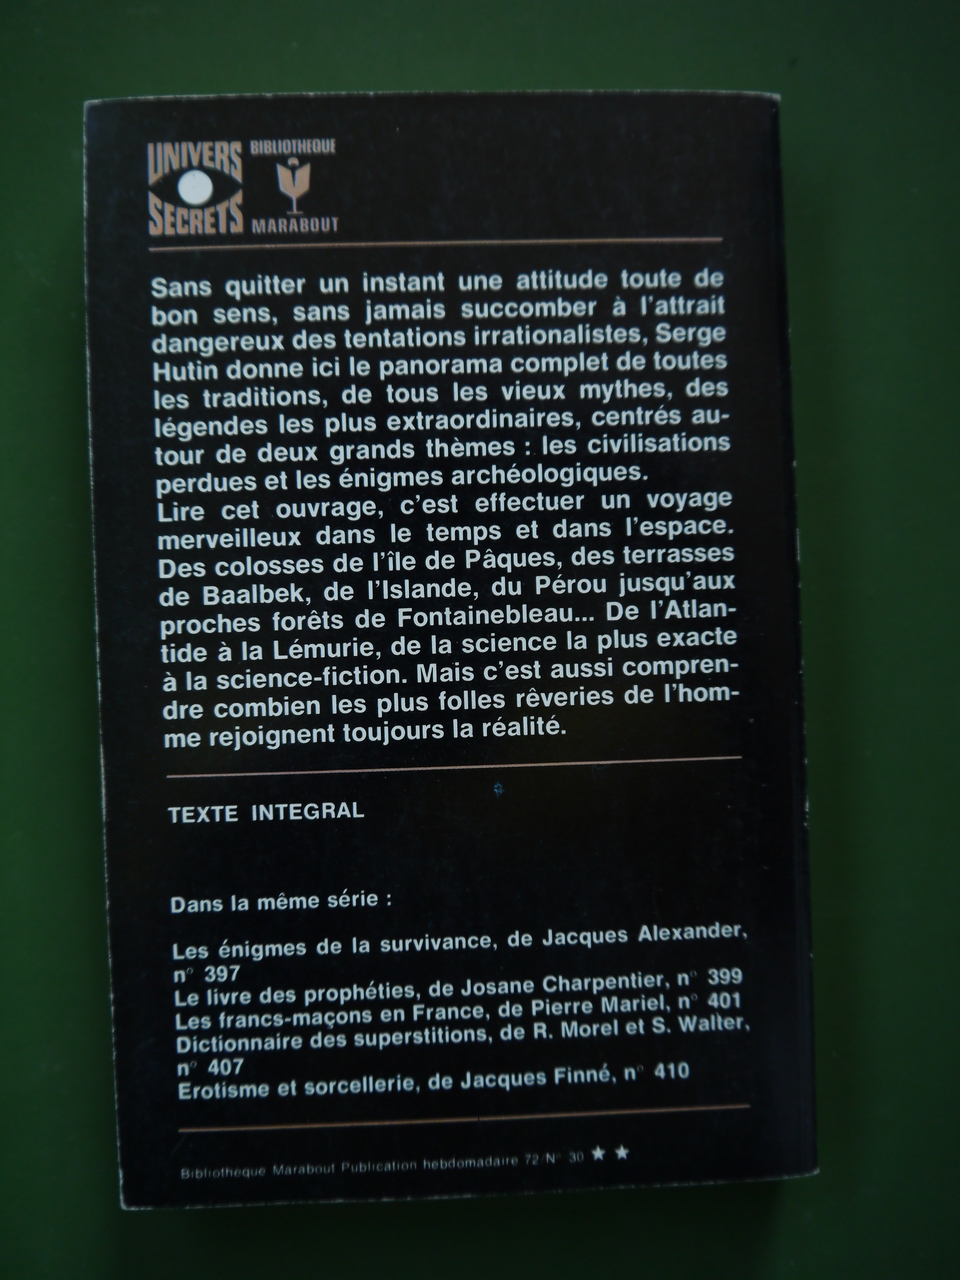 UNIVERS
SECRETS
BIBLIOTHEQUE
MARABOUT
Sans quitter un instant une attitude toute de
bon sens, sans jamais succomber à l'attrait
dangereux des tentations irrationalistes, Serge
Hutin donne ici le panorama complet de toutes
les traditions, de tous les vieux mythes, des
légendes les plus extraordinaires, centrés au-
tour de deux grands thèmes : les civilisations
perdues et les énigmes archéologiques.
Lire cet ouvrage, c'est effectuer un voyage
merveilleux dans le temps et dans l'espace.
Des colosses de l'île de Pâques, des terrasses
de Baalbek, de l'Islande, du Pérou jusqu'aux
proches forêts de Fontainebleau... De l'Atlan-
tide à la Lémurie, de la science la plus exacte
à la science-fiction. Mais c'est aussi compren-
dre combien les plus folles rêveries de l'hom-
me rejoignent toujours la réalité.
TEXTE INTEGRAL
Dans la même série :
Les énigmes de la survivance, de Jacques Alexander,
n° 397
Le livre des prophéties, de Josane Charpentier, n° 399
Les francs-maçons en France, de Pierre Mariel, n° 401
Dictionnaire des superstitions, de R. Morel et S. Walter,
n° 407
Erotisme et sorcellerie, de Jacques Finné, n° 410
Bibliothèque Marabout Publication hebdomadaire 72/N° 30 ★ ★